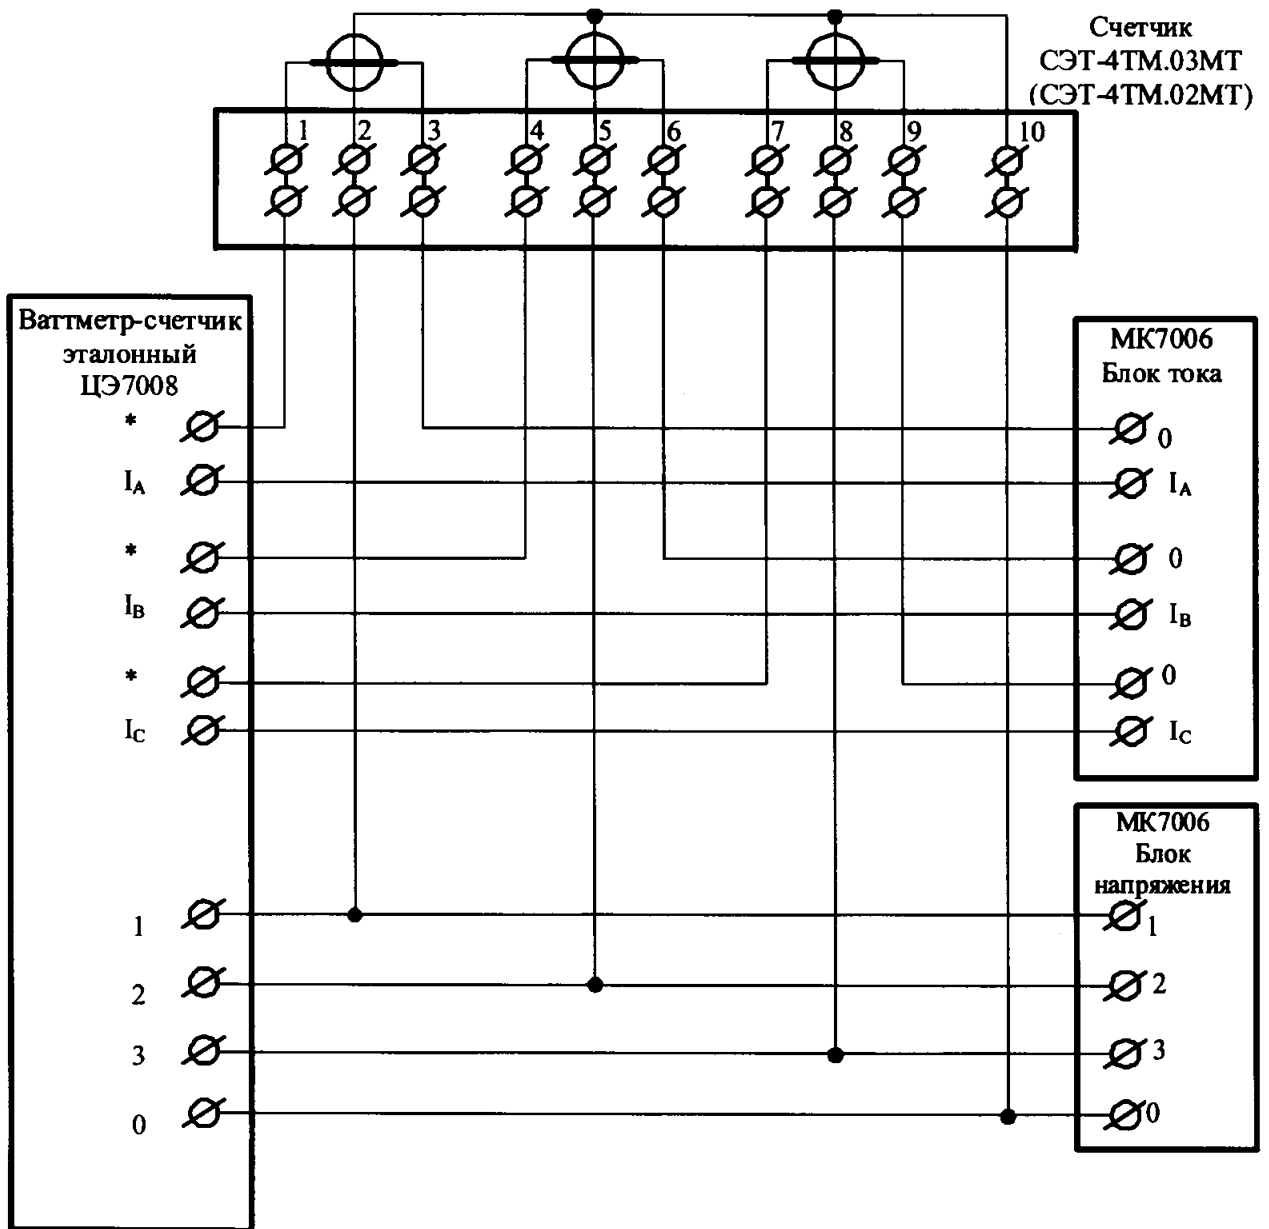 Счетчик
СЭТ-4ТМ.03МТ
(СЭТ-4ТМ.02МТ)
1 2 3 4 5 6 7 8 9 10
Ваттметр-счетчик
эталонный
ЦЭ7008
*
IA
*
IB
*
IC
1
2
3
0
МК7006
Блок тока
0
IA
0
IB
0
IC
МК7006
Блок
напряжения
1
2
3
0